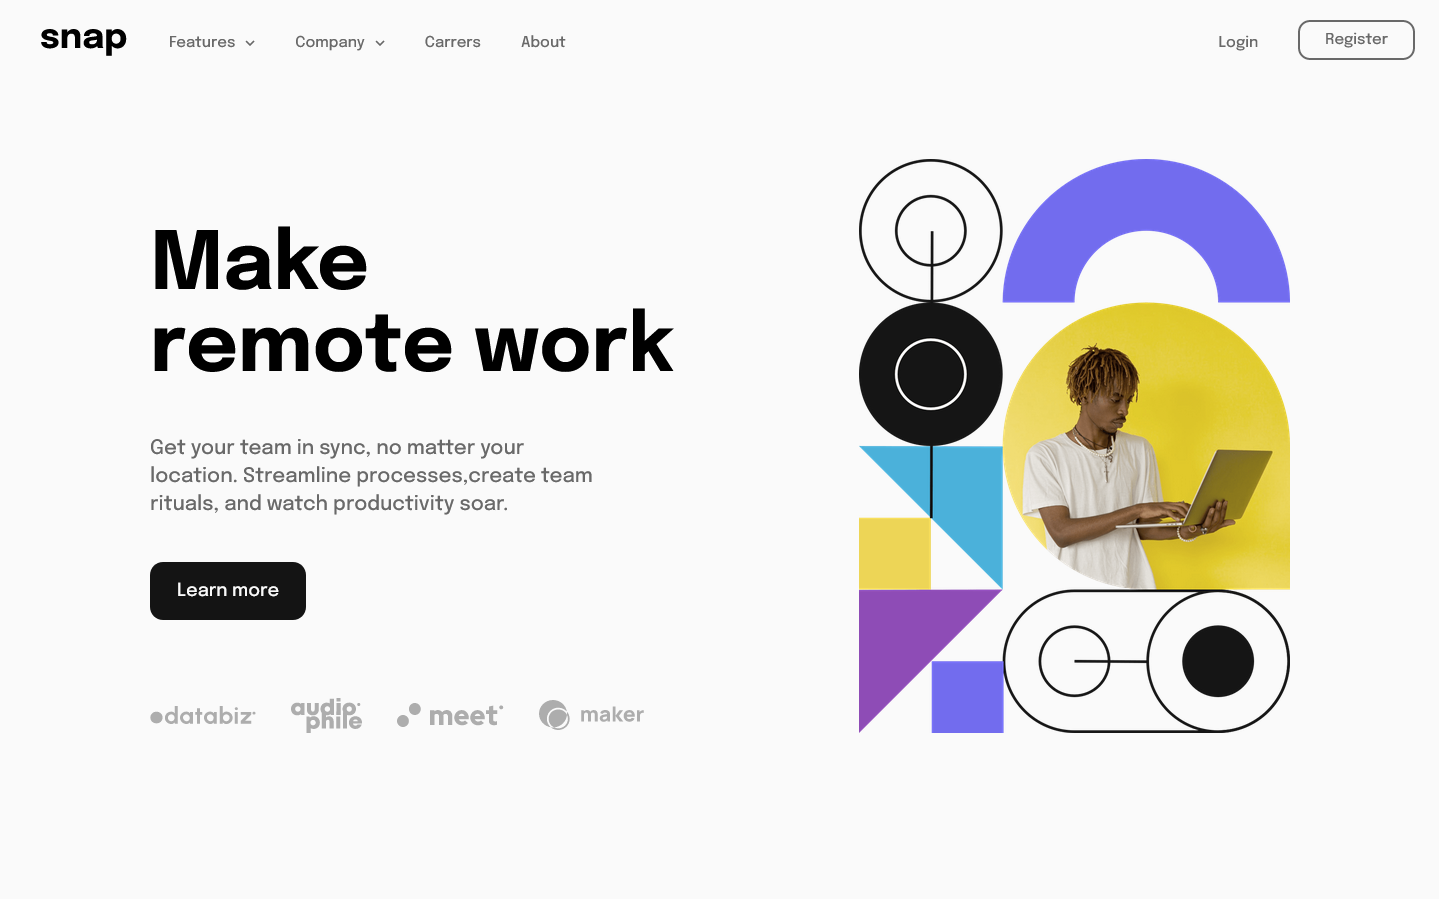 snap
Features
Company
Carrers
About
Login
Register
Make
remote work
Get your team in sync, no matter your
location. Streamline processes,create team
rituals, and watch productivity soar.
Learn more
databiz
audio
phile
meet
maker